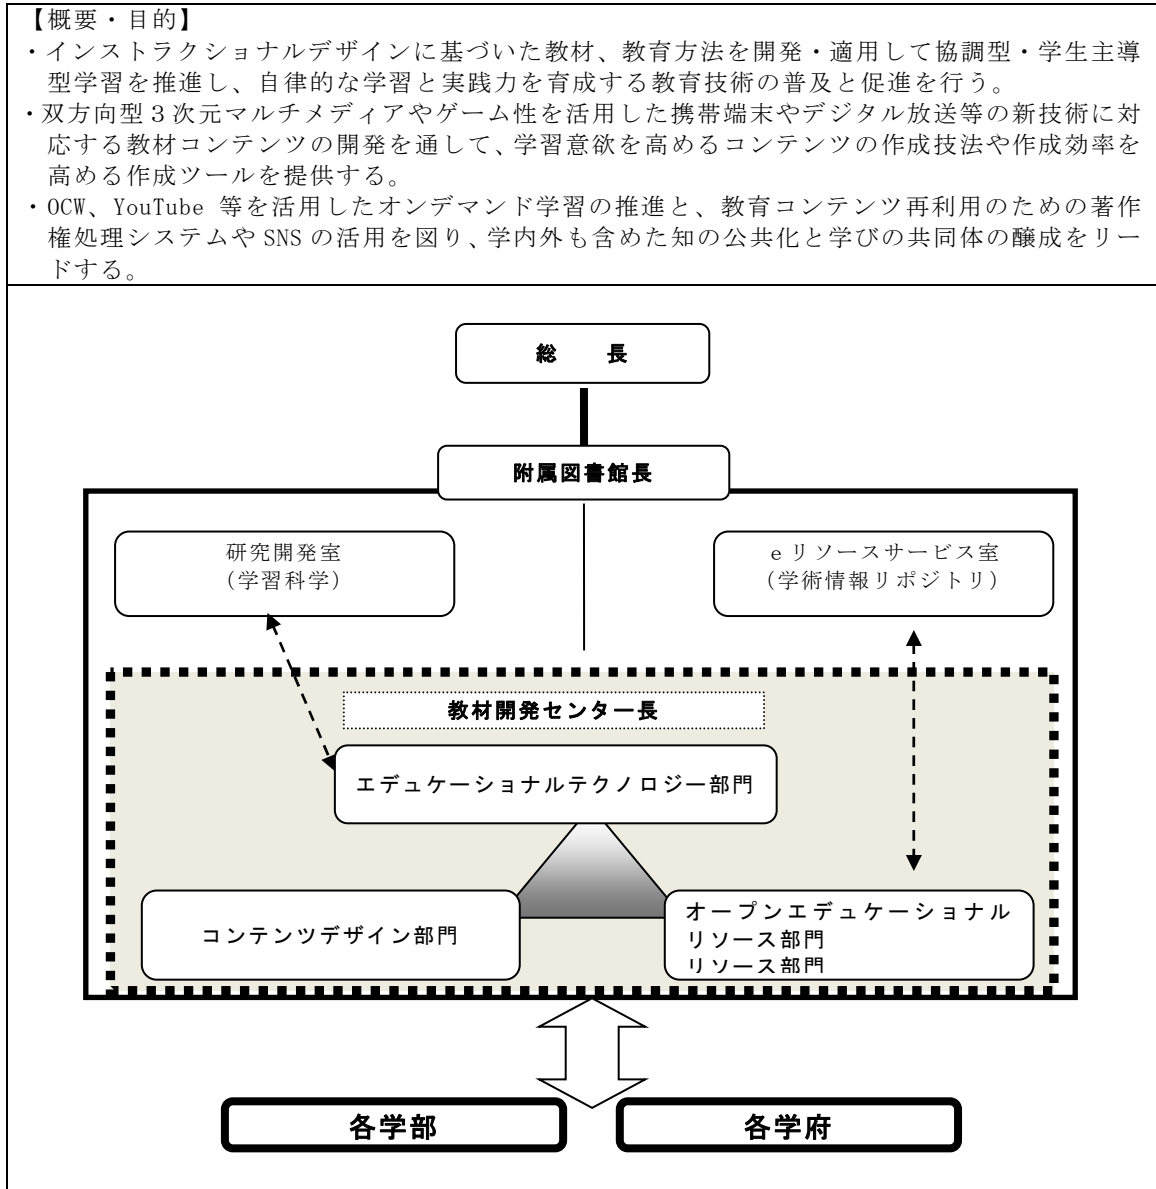 【概要・目的】
・インストラクショナルデザインに基づいた教材、教育方法を開発・適用して協調型・学生主導
型学習を推進し、自律的な学習と実践力を育成する教育技術の普及と促進を行う。
・双方向型３次元マルチメディアやゲーム性を活用した携帯端末やデジタル放送等の新技術に対
応する教材コンテンツの開発を通して、学習意欲を高めるコンテンツの作成技法や作成効率を
高める作成ツールを提供する。
・OCW、YouTube 等を活用したオンデマンド学習の推進と、教育コンテンツ再利用のための著作
権処理システムや SNS の活用を図り、学内外も含めた知の公共化と学びの共同体の醸成をリー
ドする。
総　　長
附属図書館長
研究開発室
（学習科学）
ｅリソースサービス室
（学術情報リポジトリ）
教材開発センター長
エデュケーショナルテクノロジー部門
コンテンツデザイン部門
オープンエデュケーショナル
リソース部門
リソース部門
各学部
各学府